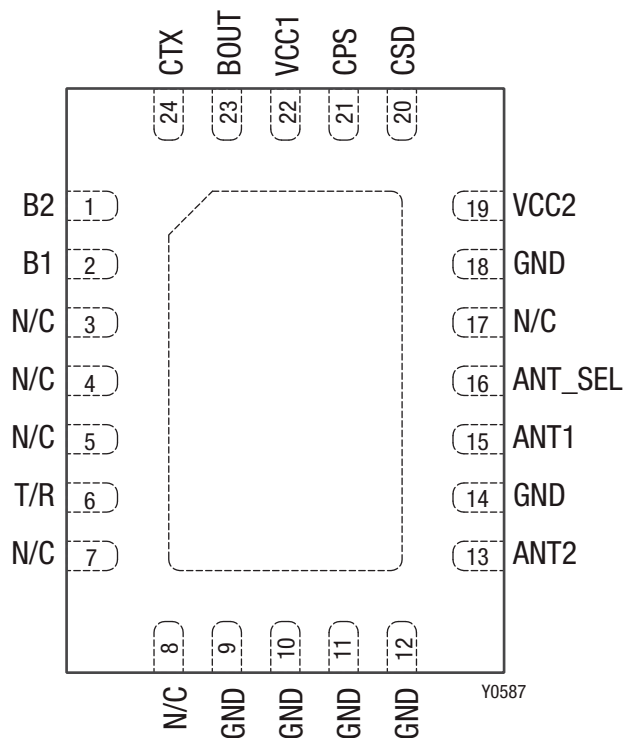 CTX BOUT VCC1 CPS CSD
24 23 22 21 20
B2 1 19 VCC2
B1 2 18 GND
N/C 3 17 N/C
N/C 4 16 ANT_SEL
N/C 5 15 ANT1
T/R 6 14 GND
N/C 7 13 ANT2
8 9 10 11 12
N/C GND GND GND GND
Y0587